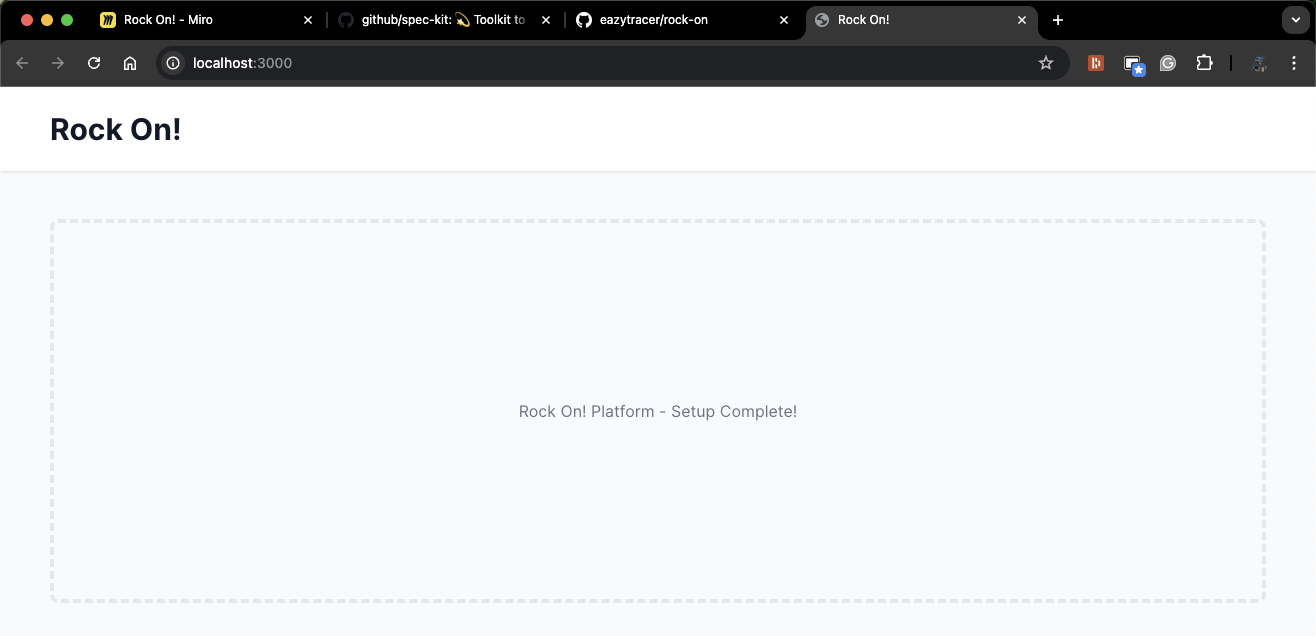 Rock On! - Miro
github/spec-kit: 💫 Toolkit to
eazytracer/rock-on
Rock On!
localhost:3000
Rock On!
Rock On! Platform - Setup Complete!